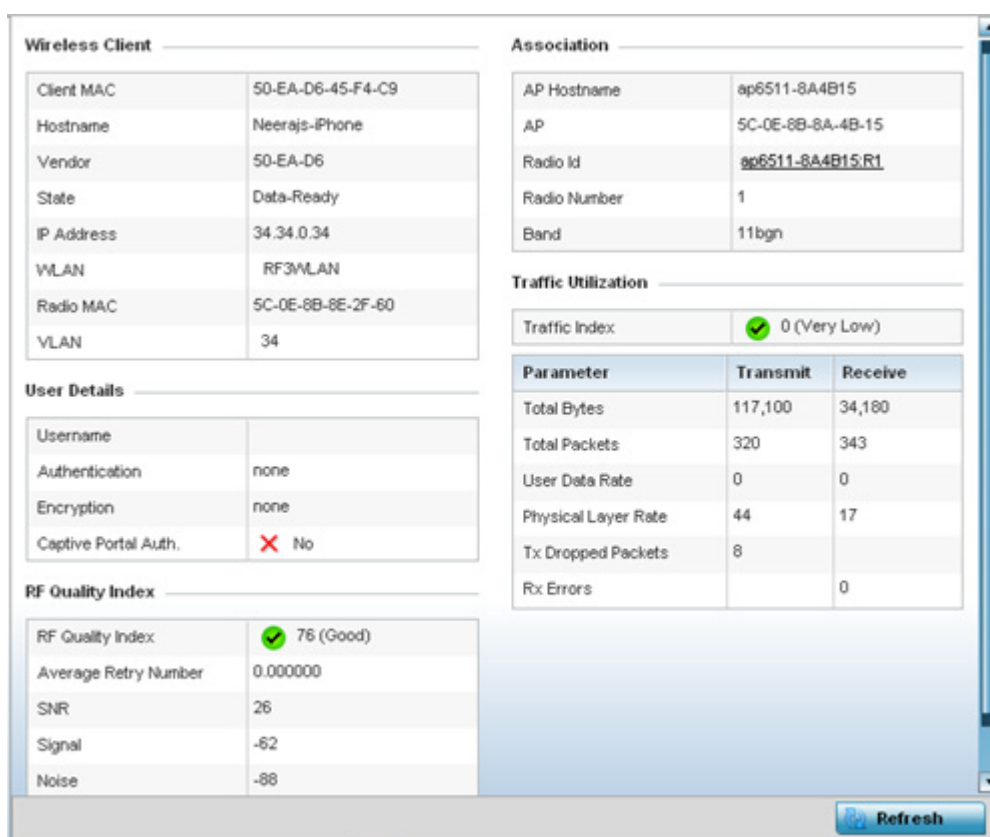 Wireless Client
Client MAC 50-EA-D6-45-F4-C9
Hostname Neerajs-iPhone
Vendor 50-EA-D6
State Data-Ready
IP Address 34.34.0.34
WLAN RF3WLAN
Radio MAC 5C-0E-8B-8E-2F-60
VLAN 34
User Details
Username
Authentication none
Encryption none
Captive Portal Auth. No
RF Quality Index
RF Quality Index 76 (Good)
Average Retry Number 0.000000
SNR 26
Signal -62
Noise -88
Association
AP Hostname ap6511-8A4B15
AP 5C-0E-8B-8A-4B-15
Radio Id ap6511-8A4B15:R1
Radio Number 1
Band 11bgn
Traffic Utilization
Traffic Index 0 (Very Low)
Parameter Transmit Receive
Total Bytes 117,100 34,180
Total Packets 320 343
User Data Rate 0 0
Physical Layer Rate 44 17
Tx Dropped Packets 8
Rx Errors 0
Refresh